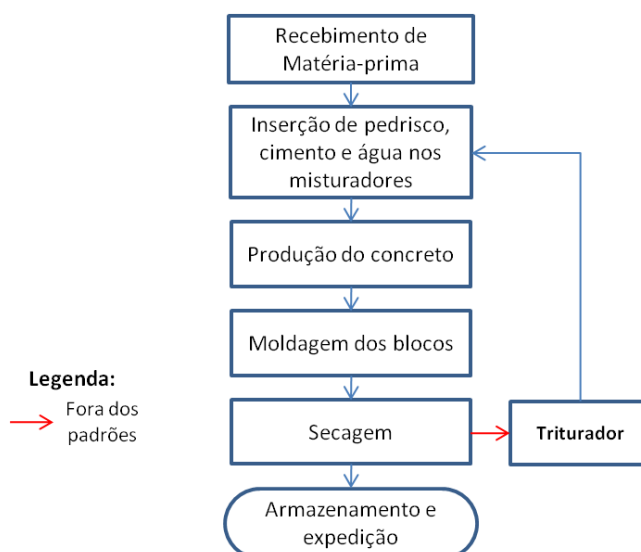 Recebimento de
Matéria-prima
Inserção de pedrisco,
cimento e água nos
misturadores
Produção do concreto
Moldagem dos blocos
Legenda:
Fora dos
padrões
Secagem
Triturador
Armazenamento e
expedição